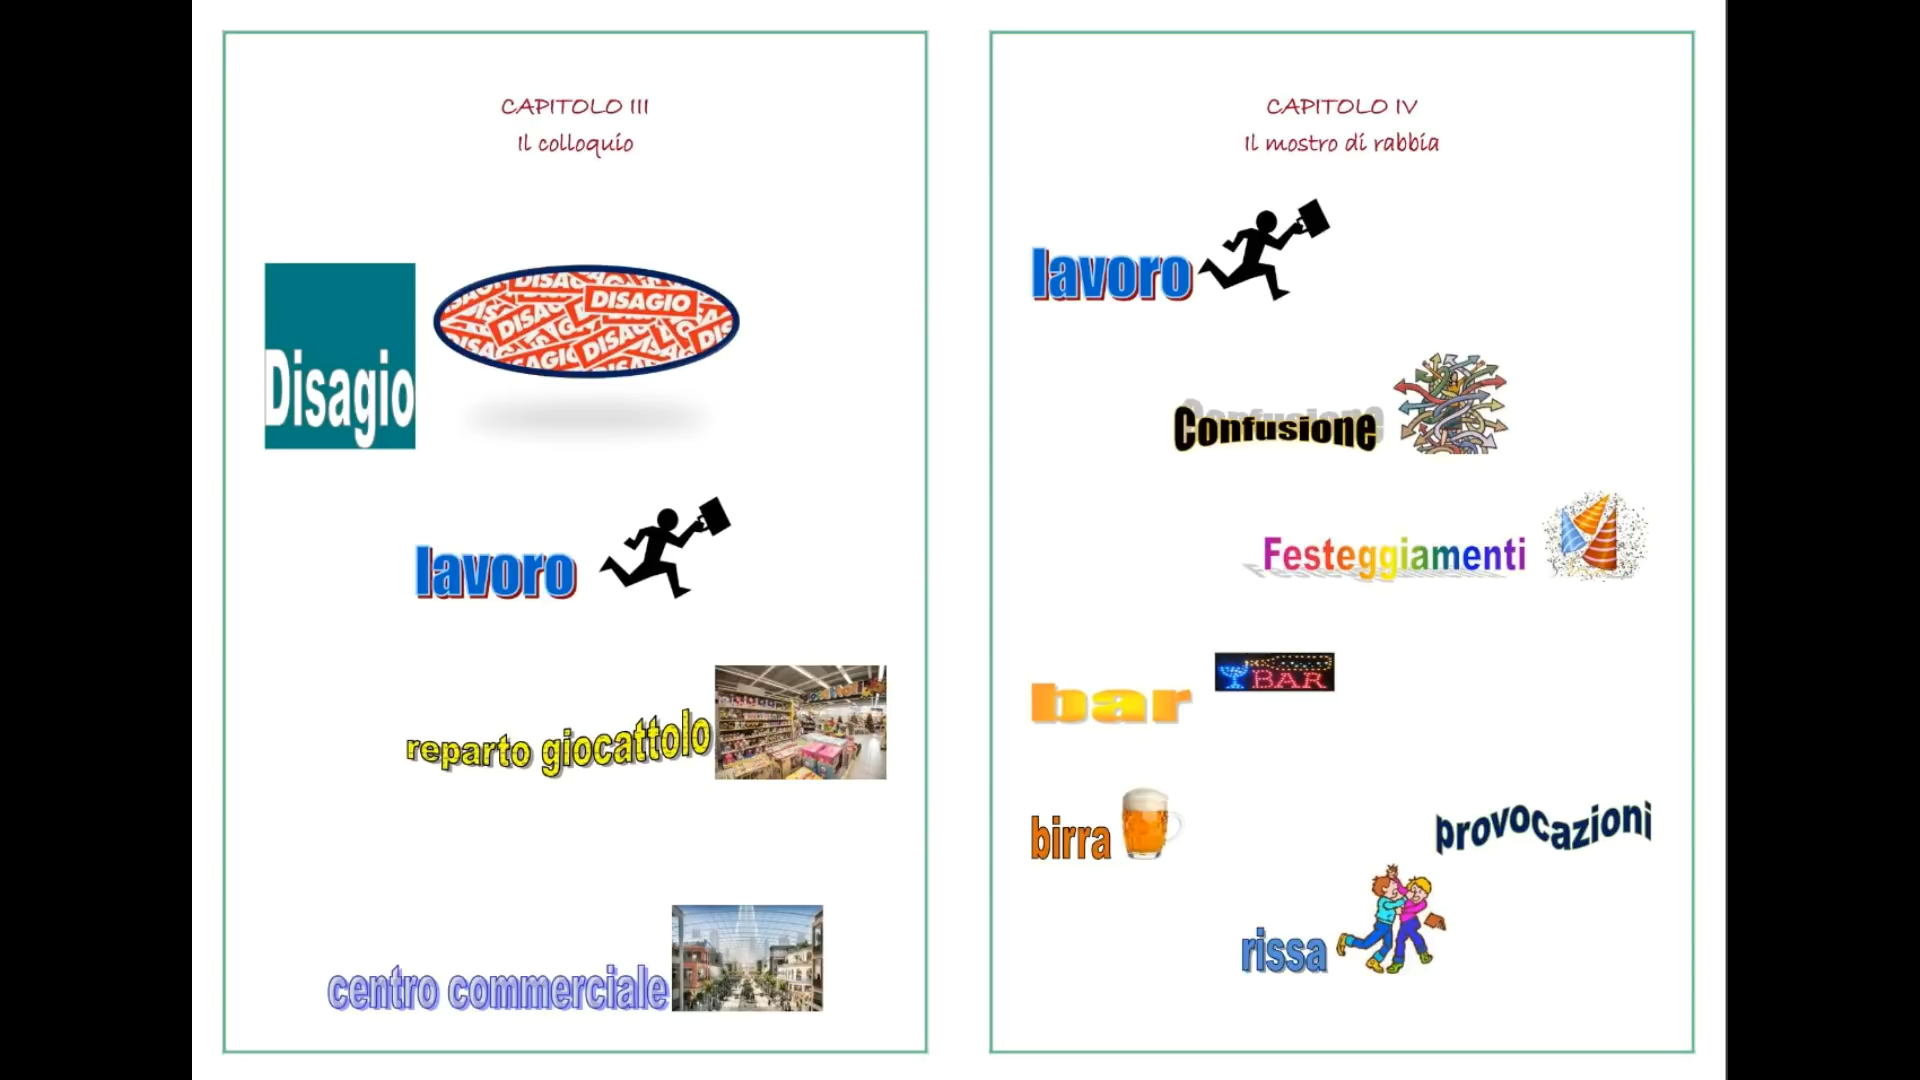 CAPITOLO III
Il colloquio
Disagio
DISAGIO
lavoro
reparto giocattolo
centro commerciale
CAPITOLO IV
Il mostro di rabbia
lavoro
Confusione
Festeggiamenti
bar
BAR
birra
provocazioni
rissa